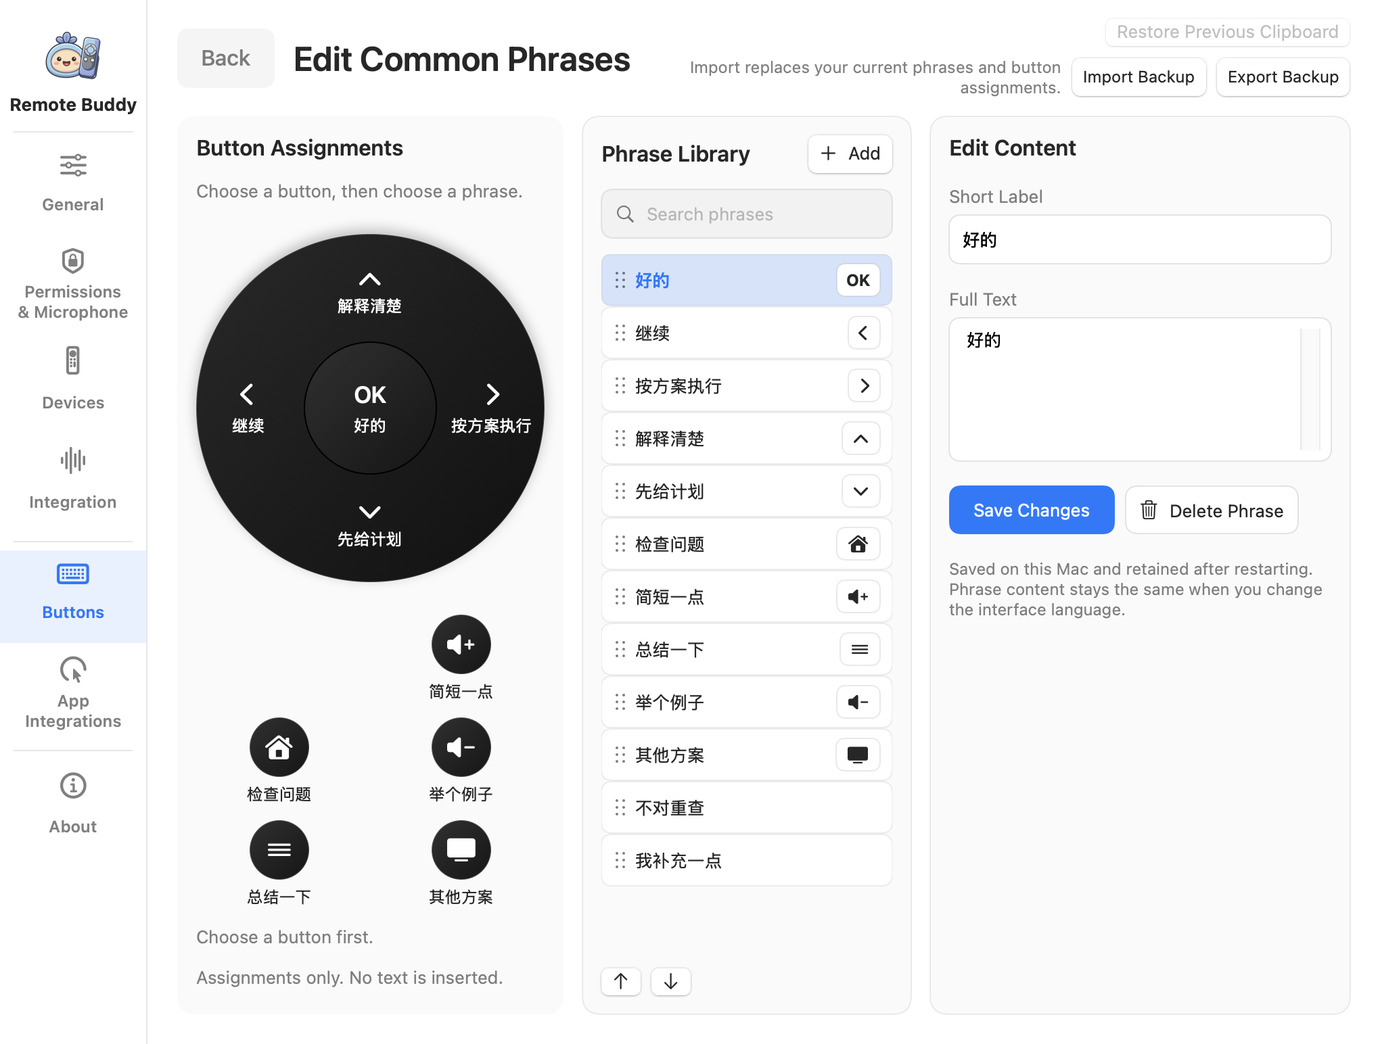 Remote Buddy
General
Permissions
& Microphone
Devices
Integration
Buttons
App
Integrations
About
Back
Edit Common Phrases
Restore Previous Clipboard
Import replaces your current phrases and button
assignments.
Import Backup
Export Backup
Button Assignments
Choose a button, then choose a phrase.
解释清楚
继续
OK
好的
按方案执行
先给计划
简短一点
检查问题
举个例子
总结一下
其他方案
Choose a button first.
Assignments only. No text is inserted.
Phrase Library
Add
Search phrases
好的 OK
继续
按方案执行
解释清楚
先给计划
检查问题
简短一点
总结一下
举个例子
其他方案
不对重查
我补充一点
Edit Content
Short Label
好的
Full Text
好的
Save Changes
Delete Phrase
Saved on this Mac and retained after restarting.
Phrase content stays the same when you change
the interface language.